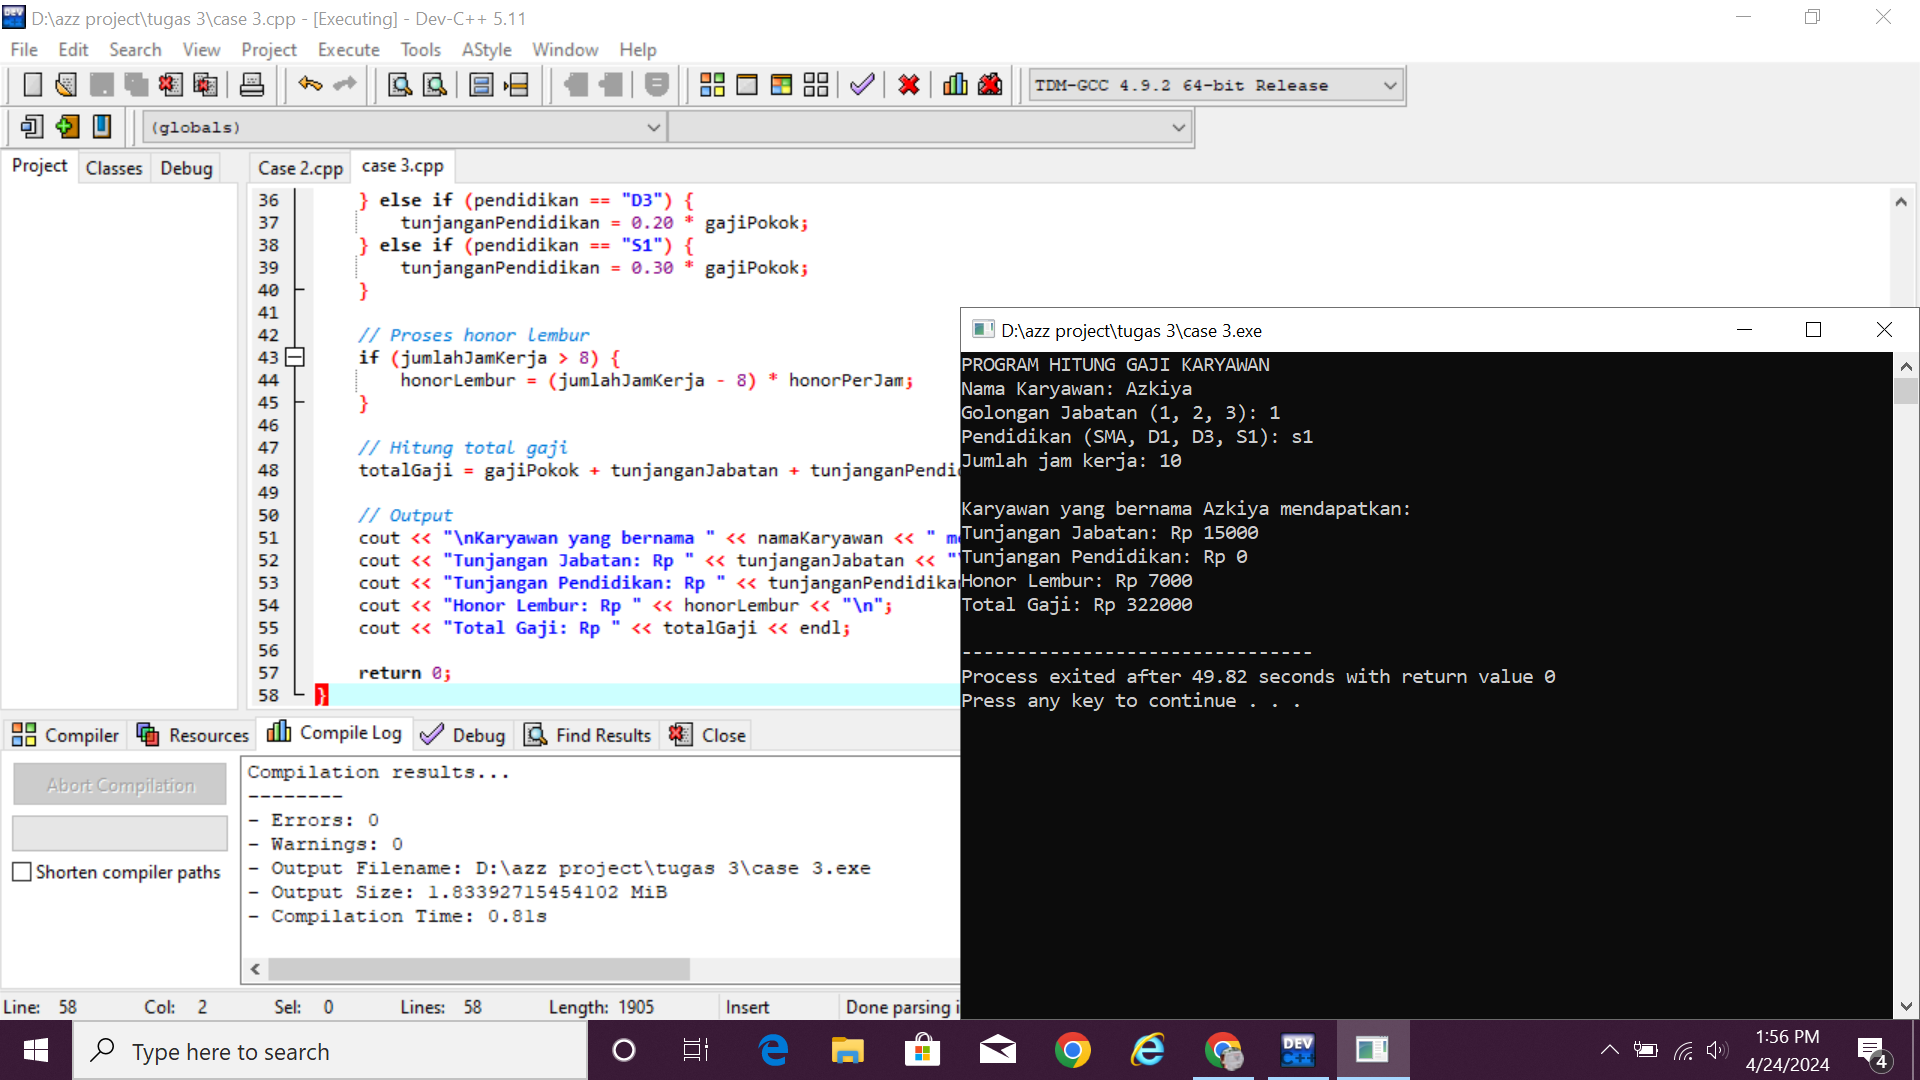 D:\azz project\tugas 3\case 3.cpp - [Executing] - Dev-C++ 5.11
File Edit Search View Project Execute Tools AStyle Window Help
TDM-GCC 4.9.2 64-bit Release
(globals)
Project Classes Debug
Case 2.cpp case 3.cpp
36 } else if (pendidikan == "D3") {
37 tunjanganPendidikan = 0.20 * gajiPokok;
38 } else if (pendidikan == "S1") {
39 tunjanganPendidikan = 0.30 * gajiPokok;
40 }
41
42 // Proses honor lembur
43 if (jumlahJamKerja > 8) {
44 honorLembur = (jumlahJamKerja - 8) * honorPerJam;
45 }
46
47 // Hitung total gaji
48 totalGaji = gajiPokok + tunjanganJabatan + tunjanganPendid
49
50 // Output
51 cout << "\nKaryawan yang bernama " << namaKaryawan << " me
52 cout << "Tunjangan Jabatan: Rp " << tunjanganJabatan << "\
53 cout << "Tunjangan Pendidikan: Rp " << tunjanganPendidikan
54 cout << "Honor Lembur: Rp " << honorLembur << "\n";
55 cout << "Total Gaji: Rp " << totalGaji << endl;
56
57 return 0;
58 }
D:\azz project\tugas 3\case 3.exe
PROGRAM HITUNG GAJI KARYAWAN
Nama Karyawan: Azkiya
Golongan Jabatan (1, 2, 3): 1
Pendidikan (SMA, D1, D3, S1): s1
Jumlah jam kerja: 10
Karyawan yang bernama Azkiya mendapatkan:
Tunjangan Jabatan: Rp 15000
Tunjangan Pendidikan: Rp 0
Honor Lembur: Rp 7000
Total Gaji: Rp 322000
--------------------------------
Process exited after 49.82 seconds with return value 0
Press any key to continue . . .
Compiler Resources Compile Log Debug Find Results Close
Abort Compilation
Shorten compiler paths
Compilation results...
--------
- Errors: 0
- Warnings: 0
- Output Filename: D:\azz project\tugas 3\case 3.exe
- Output Size: 1.83392715454102 MiB
- Compilation Time: 0.81s
Line: 58 Col: 2 Sel: 0 Lines: 58 Length: 1905 Insert Done parsing i
Type here to search
DEV C++
1:56 PM
4/24/2024
4